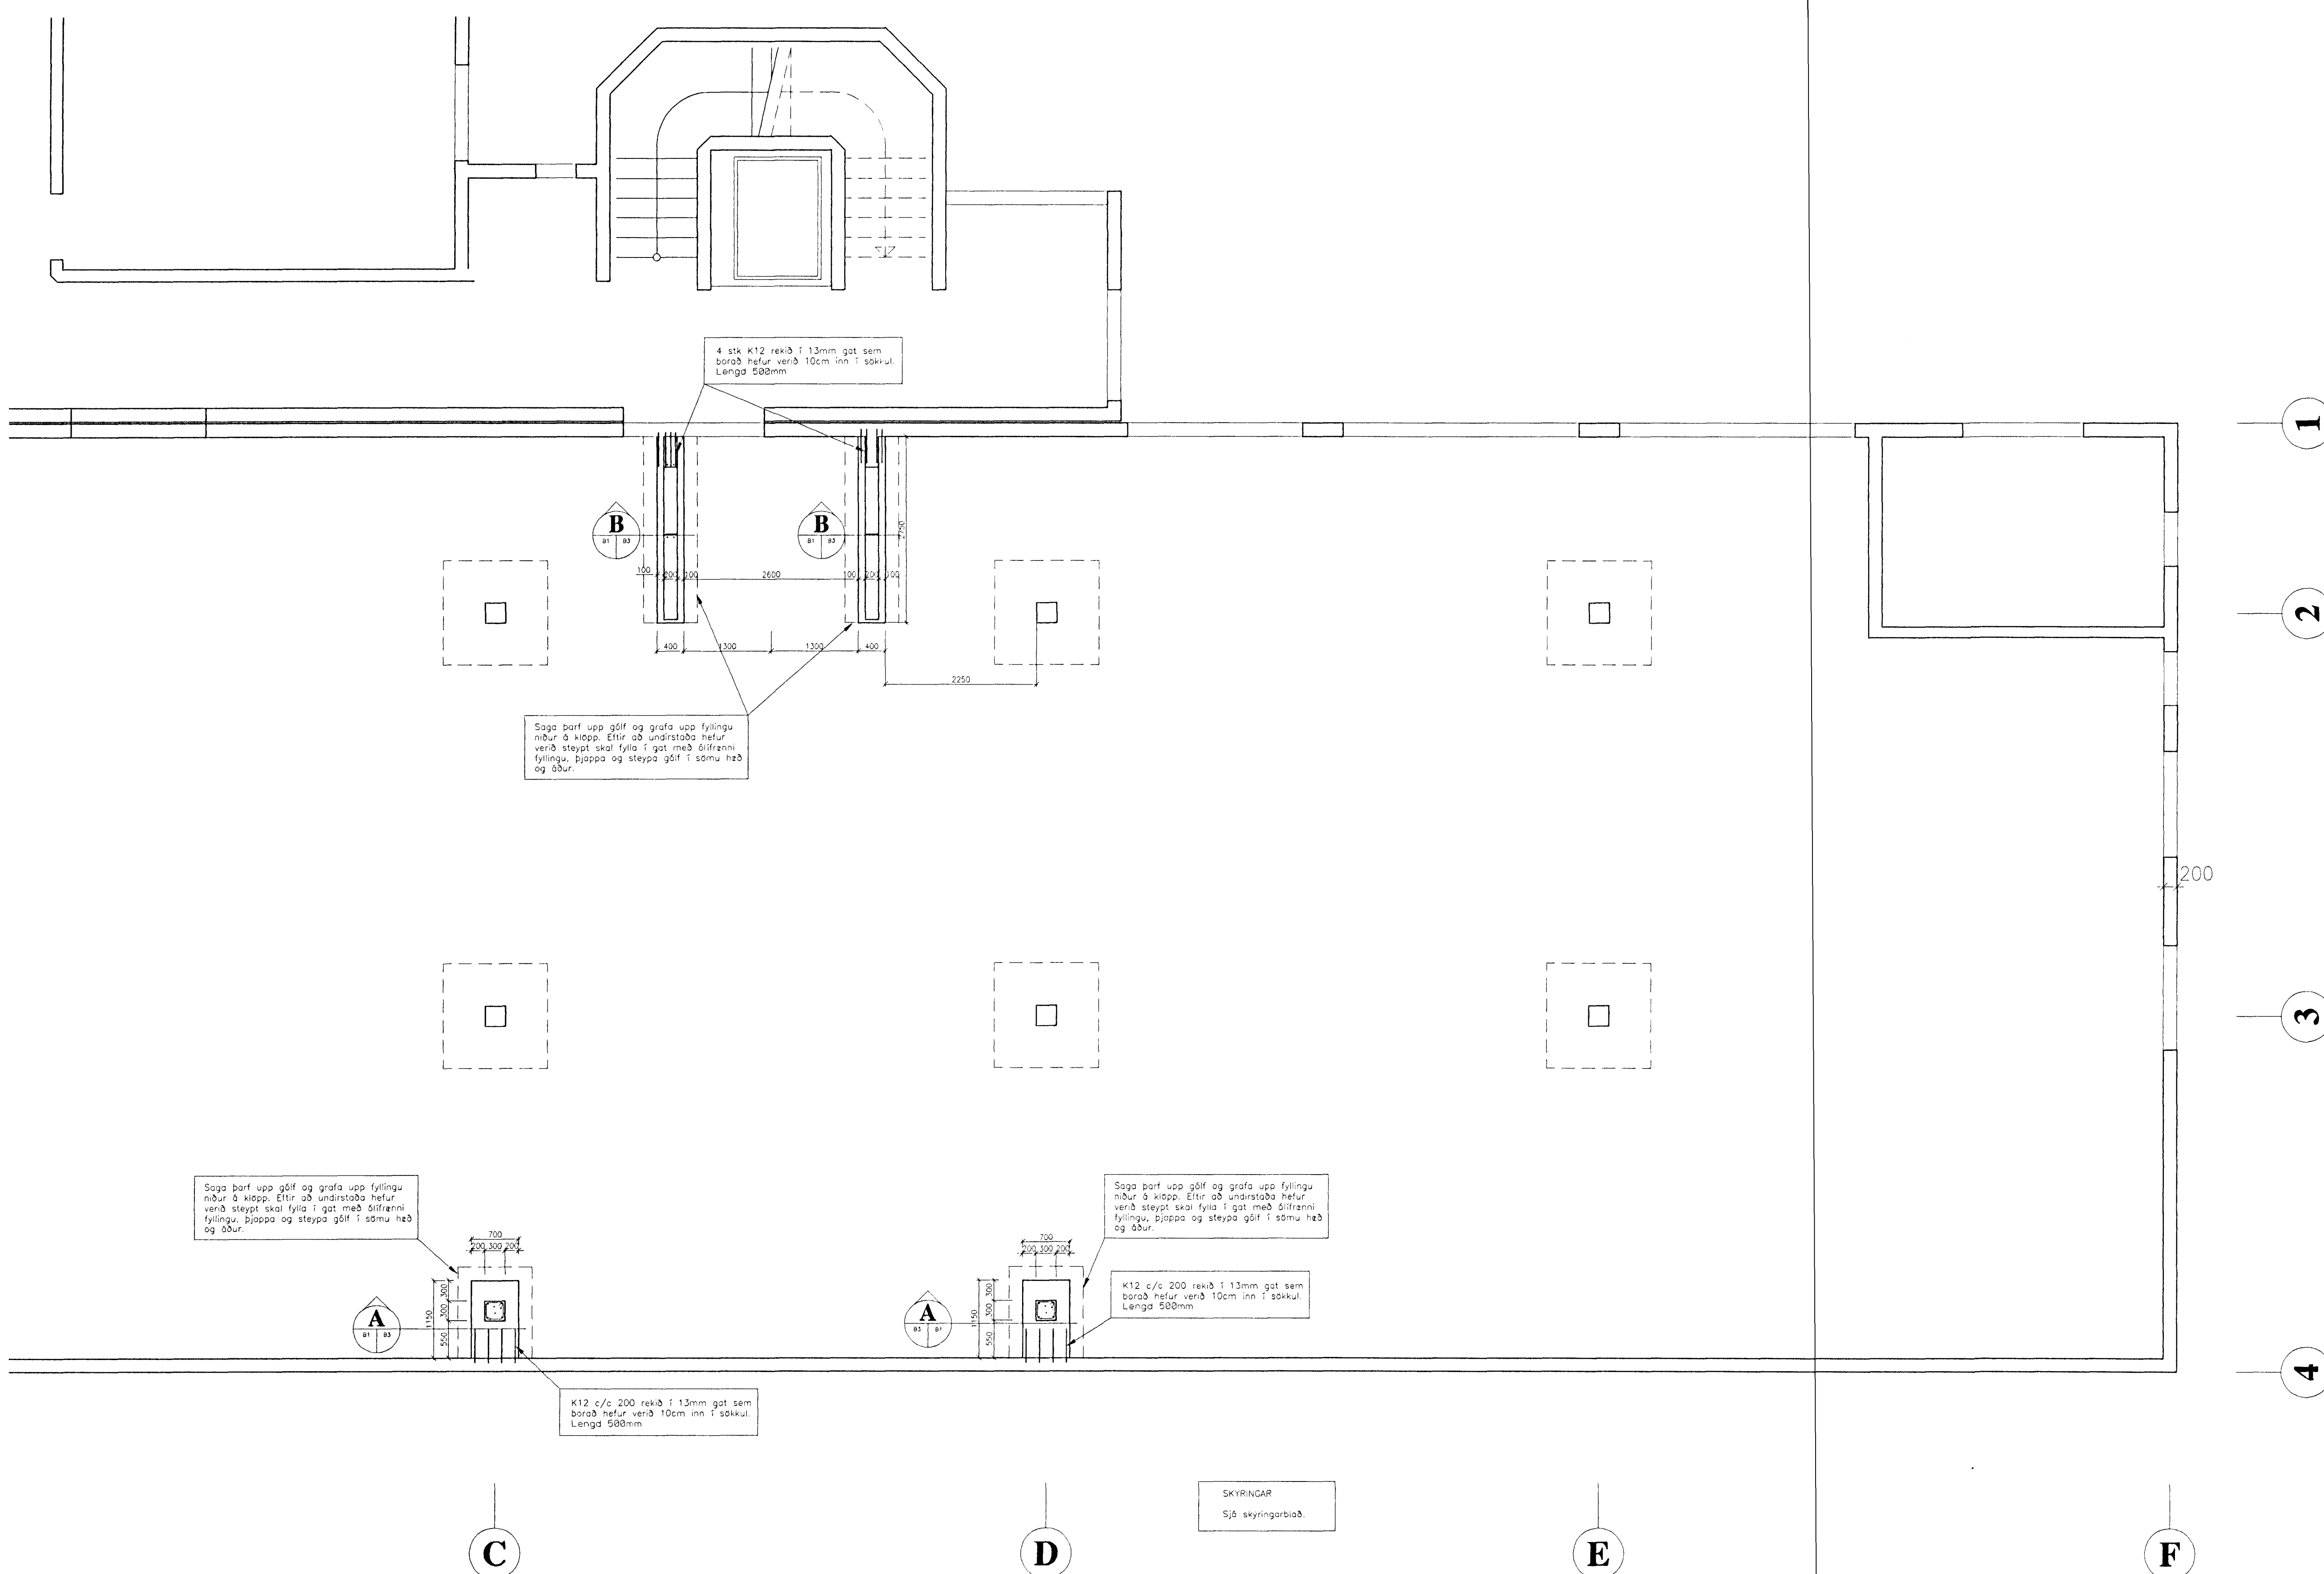 4 stk K12 rekið í 13mm gat sem
borað hefur verið 10cm inn í sökkul.
Lengd 500mm
1
B
B1 B3
B
B1 B3
2750
100 200 100 2600 100 200 100
2
400 1300 1300 400
2250
Saga þarf upp gólf og grafa upp fyllingu
niður á klöpp. Eftir að undirstaða hefur
verið steypt skal fylla í gat með ólífrænni
fyllingu, þjappa og steypa gólf í sömu hæð
og áður.
200
3
Saga þarf upp gólf og grafa upp fyllingu
niður á klöpp. Eftir að undirstaða hefur
verið steypt skal fylla í gat með ólífrænni
fyllingu, þjappa og steypa gólf í sömu hæð
og áður.
Saga þarf upp gólf og grafa upp fyllingu
niður á klöpp. Eftir að undirstaða hefur
verið steypt skal fylla í gat með ólífrænni
fyllingu, þjappa og steypa gólf í sömu hæð
og áður.
700
200 300 200
1150
300
300
550
A
B1 B3
700
200 300 200
1150
300
300
550
A
B3 B1
K12 c/c 200 rekið í 13mm gat sem
borað hefur verið 10cm inn í sökkul.
Lengd 500mm
4
K12 c/c 200 rekið í 13mm gat sem
borað hefur verið 10cm inn í sökkul.
Lengd 500mm
SKÝRINGAR
Sjá skýringarblað.
C
D
E
F